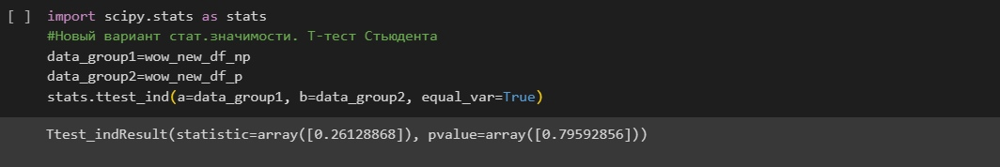 [ ] import scipy.stats as stats
#Новый вариант стат.значимости. Т-тест Стьюдента
data_group1=wow_new_df_np
data_group2=wow_new_df_p
stats.ttest_ind(a=data_group1, b=data_group2, equal_var=True)
Ttest_indResult(statistic=array([0.26128868]), pvalue=array([0.79592856]))